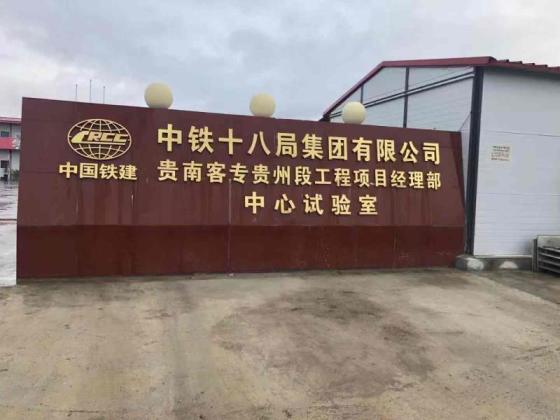 CRCC
中国铁建
中铁十八局集团有限公司
贵南客专贵州段工程项目经理部
中心试验室